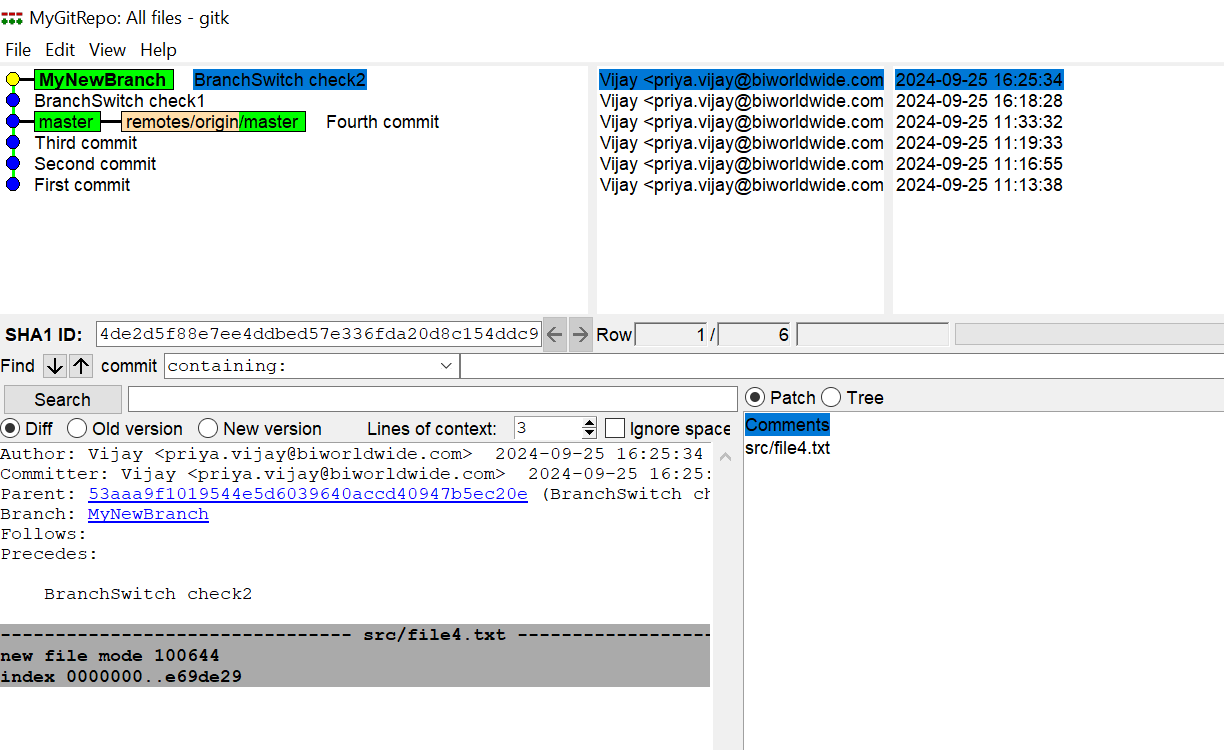 MyGitRepo: All files - gitk
File Edit View Help
MyNewBranch BranchSwitch check2 Vijay <priya.vijay@biworldwide.com 2024-09-25 16:25:34
BranchSwitch check1 Vijay <priya.vijay@biworldwide.com 2024-09-25 16:18:28
master remotes/origin/master Fourth commit Vijay <priya.vijay@biworldwide.com 2024-09-25 11:33:32
Third commit Vijay <priya.vijay@biworldwide.com 2024-09-25 11:19:33
Second commit Vijay <priya.vijay@biworldwide.com 2024-09-25 11:16:55
First commit Vijay <priya.vijay@biworldwide.com 2024-09-25 11:13:38
SHA1 ID: 4de2d5f88e7ee4ddbed57e336fda20d8c154ddc9 Row 1 / 6
Find commit containing:
Search
Diff Old version New version Lines of context: 3 Ignore space
Author: Vijay <priya.vijay@biworldwide.com> 2024-09-25 16:25:34
Committer: Vijay <priya.vijay@biworldwide.com> 2024-09-25 16:25:
Parent: 53aaa9f1019544e5d6039640accd40947b5ec20e (BranchSwitch ch
Branch: MyNewBranch
Follows:
Precedes:
BranchSwitch check2
-------------------------------- src/file4.txt ------------------
new file mode 100644
index 0000000..e69de29
Patch Tree
Comments
src/file4.txt